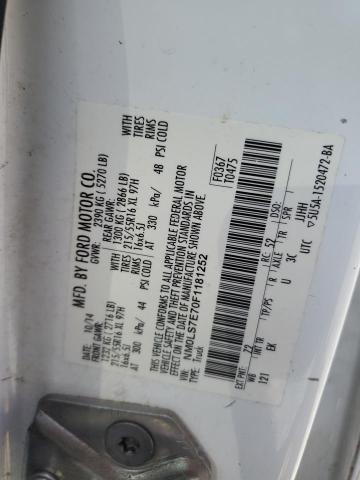 MFD. BY FORD MOTOR CO.
DATE: 10/14 GVWR: 2390 KG ( 5270 LB)
FRONT GAWR: REAR GAWR:
1232 KG ( 2716 LB) 1300 KG ( 2866 LB) WITH
215/55R16 XL 97H 215/55R16 XL 97H TIRES
16x6.5J 16x6.5J RIMS
AT 300 kPa/ 44 PSI COLD AT 330 kPa/ 48 PSI COLD
WITH
TIRES
RIMS
THIS VEHICLE CONFORMS TO ALL APPLICABLE FEDERAL MOTOR
VEHICLE SAFETY AND THEFT PREVENTION STANDARDS IN EFFECT
ON THE DATE OF MANUFACTURE SHOWN ABOVE.
VIN: NM0LS7E70F1181252
TYPE: Truck
F0367
T0475
EXT PNT: Z2 RC: 52 DSO:
WB INT TR TP/PS R AXLE TR SPR
121 EK U 3C JJHH
UTC
5U5A-1520472-BA